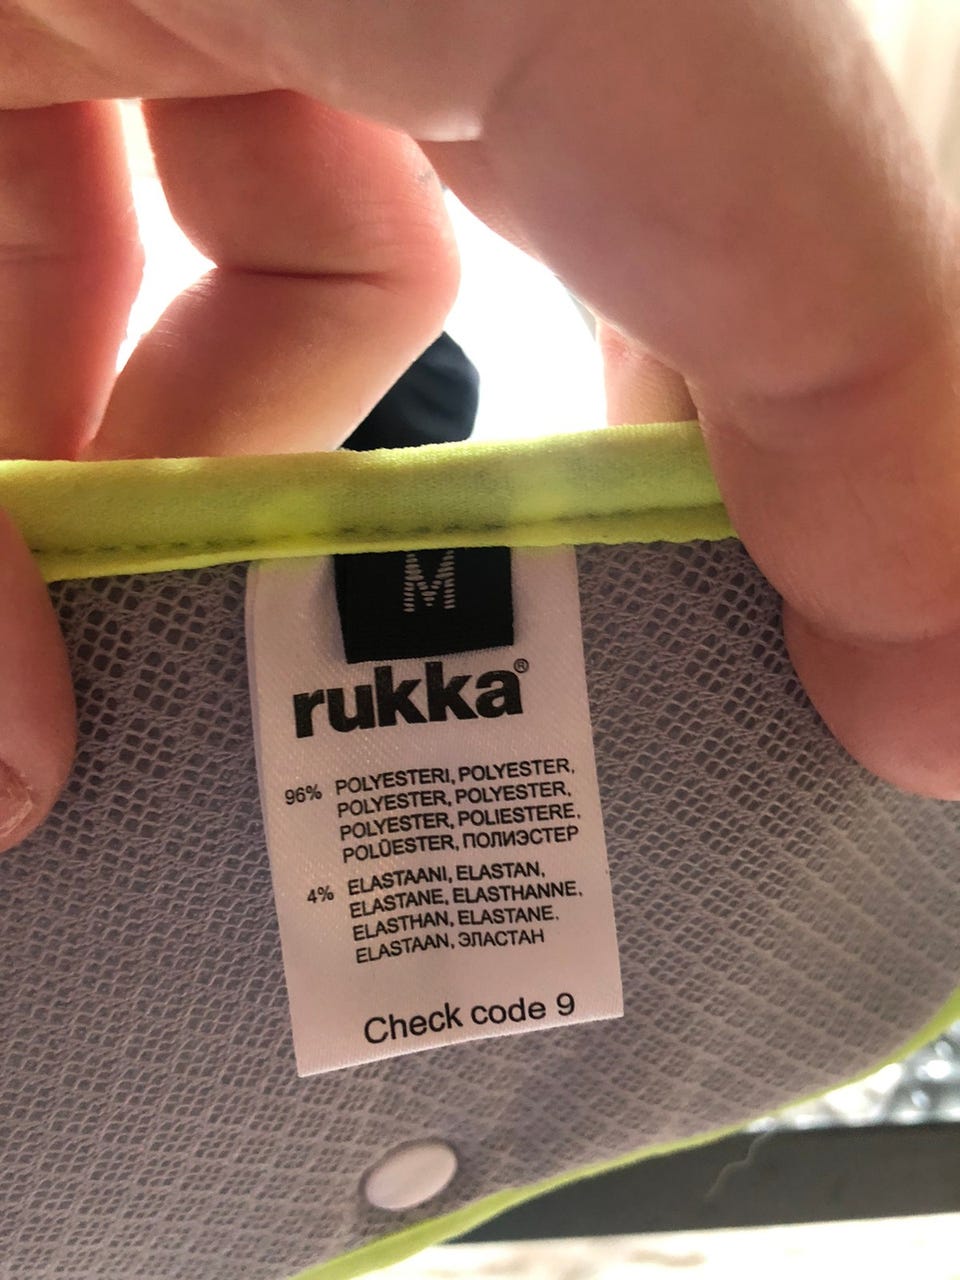 M
rukka®
96% POLYESTERI, POLYESTER,
POLYESTER, POLYESTER,
POLYESTER, POLIESTERE,
POLÜESTER, ПОЛИЭСТЕР
4% ELASTAANI, ELASTAN,
ELASTANE, ELASTHANNE,
ELASTHAN, ELASTANE,
ELASTAAN, ЭЛАСТАН
Check code 9